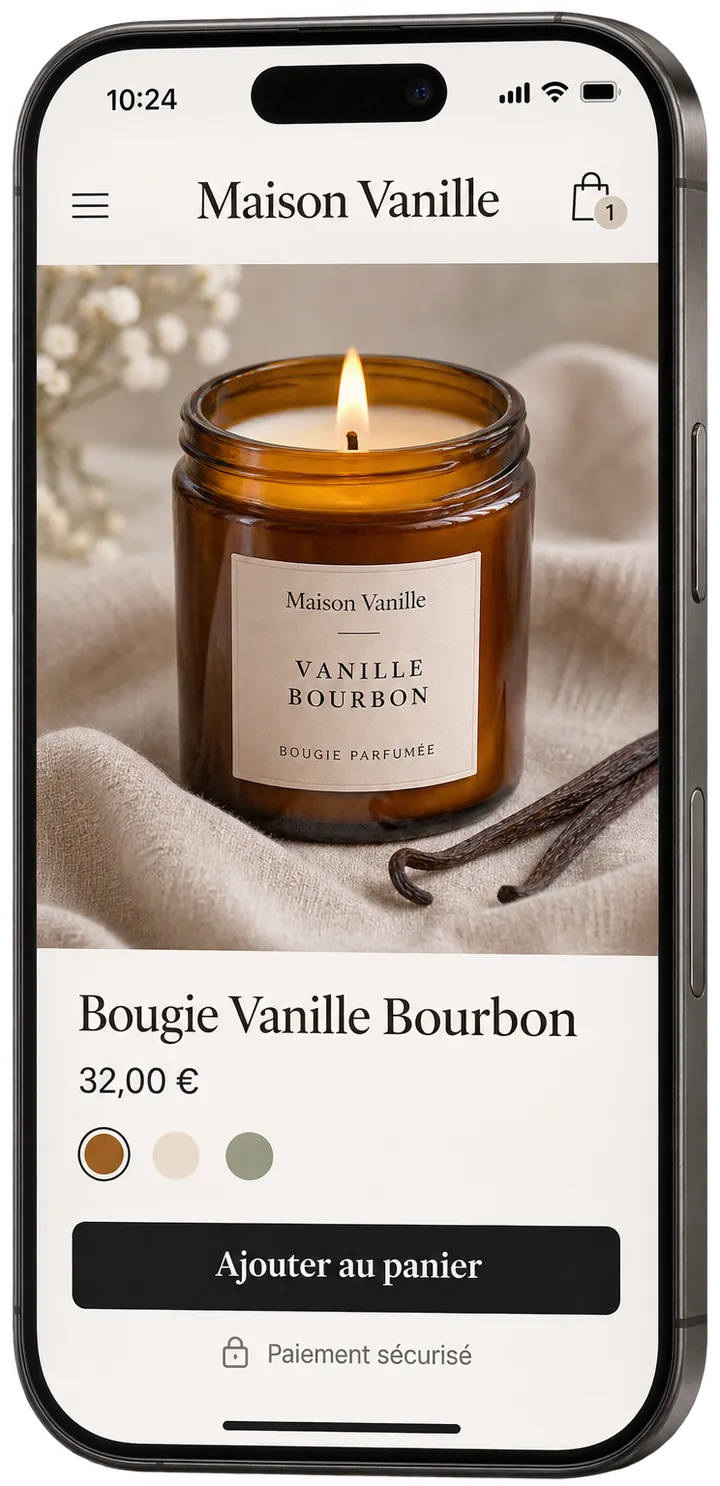 10:24
Maison Vanille
1
Maison Vanille
VANILLE
BOURBON
BOUGIE PARFUMÉE
Bougie Vanille Bourbon
32,00 €
Ajouter au panier
Paiement sécurisé